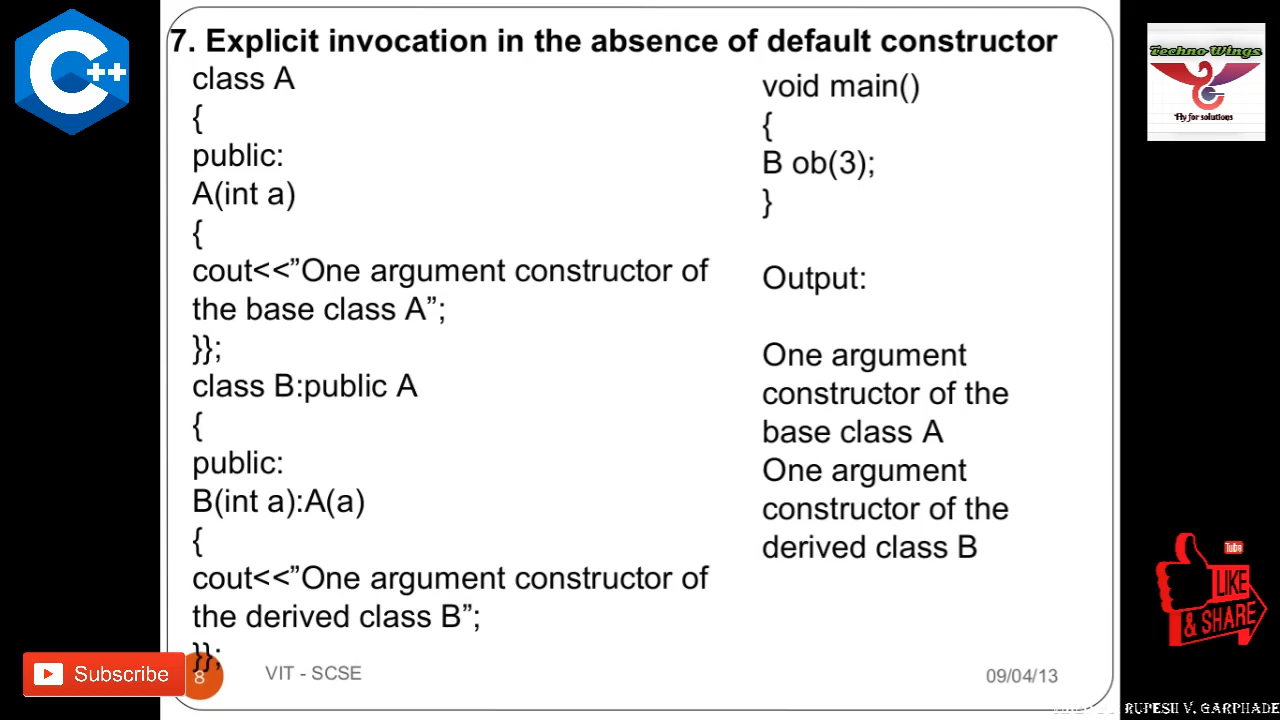 7. Explicit invocation in the absence of default constructor
class A
{
public:
A(int a)
{
cout<<”One argument constructor of
the base class A”;
}};
class B:public A
{
public:
B(int a):A(a)
{
cout<<”One argument constructor of
the derived class B”;
}};
void main()
{
B ob(3);
}
Output:
One argument
constructor of the
base class A
One argument
constructor of the
derived class B
8
VIT - SCSE
09/04/13
C++
Techno Wings
Fly for solutions
Tube
LIKE
& SHARE
Subscribe
RUPESH V. GARPHADE